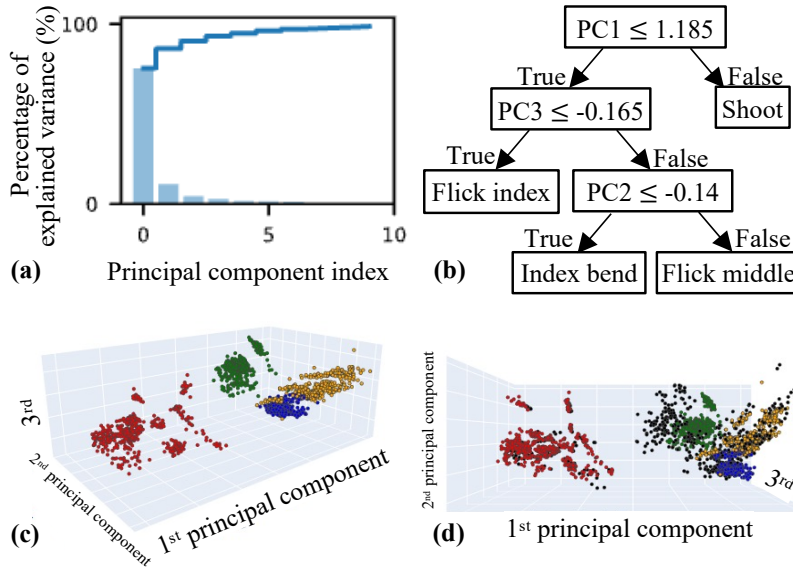 Percentage of
explained variance (%)
100
0
0
5
10
(a)
Principal component index
PC1 ≤ 1.185
True
False
PC3 ≤ -0.165
Shoot
True
False
Flick index
PC2 ≤ -0.14
True
False
(b)
Index bend
Flick middle
3rd
2nd principal component
1st principal component
(c)
2nd principal component
3rd
(d)
1st principal component